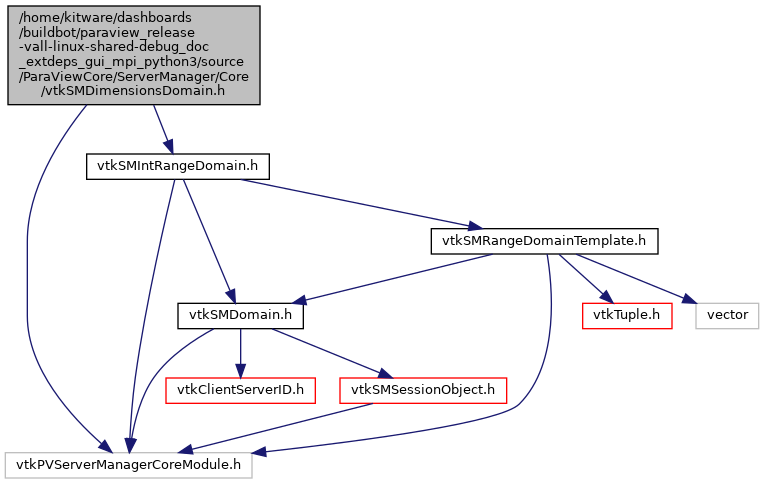 /home/kitware/dashboards
/buildbot/paraview_release
-vall-linux-shared-debug_doc
_extdeps_gui_mpi_python3/source
/ParaViewCore/ServerManager/Core
/vtkSMDimensionsDomain.h
vtkSMIntRangeDomain.h
vtkSMRangeDomainTemplate.h
vtkSMDomain.h
vtkTuple.h
vector
vtkClientServerID.h
vtkSMSessionObject.h
vtkPVServerManagerCoreModule.h